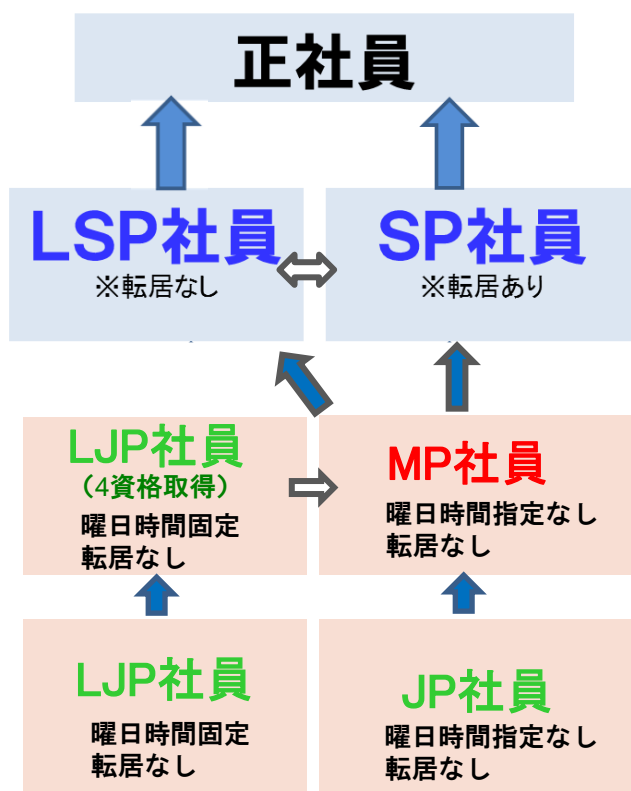 正社員
LSP社員
※転居なし
SP社員
※転居あり
LJP社員
（4資格取得）
曜日時間固定
転居なし
MP社員
曜日時間指定なし
転居なし
LJP社員
曜日時間固定
転居なし
JP社員
曜日時間指定なし
転居なし